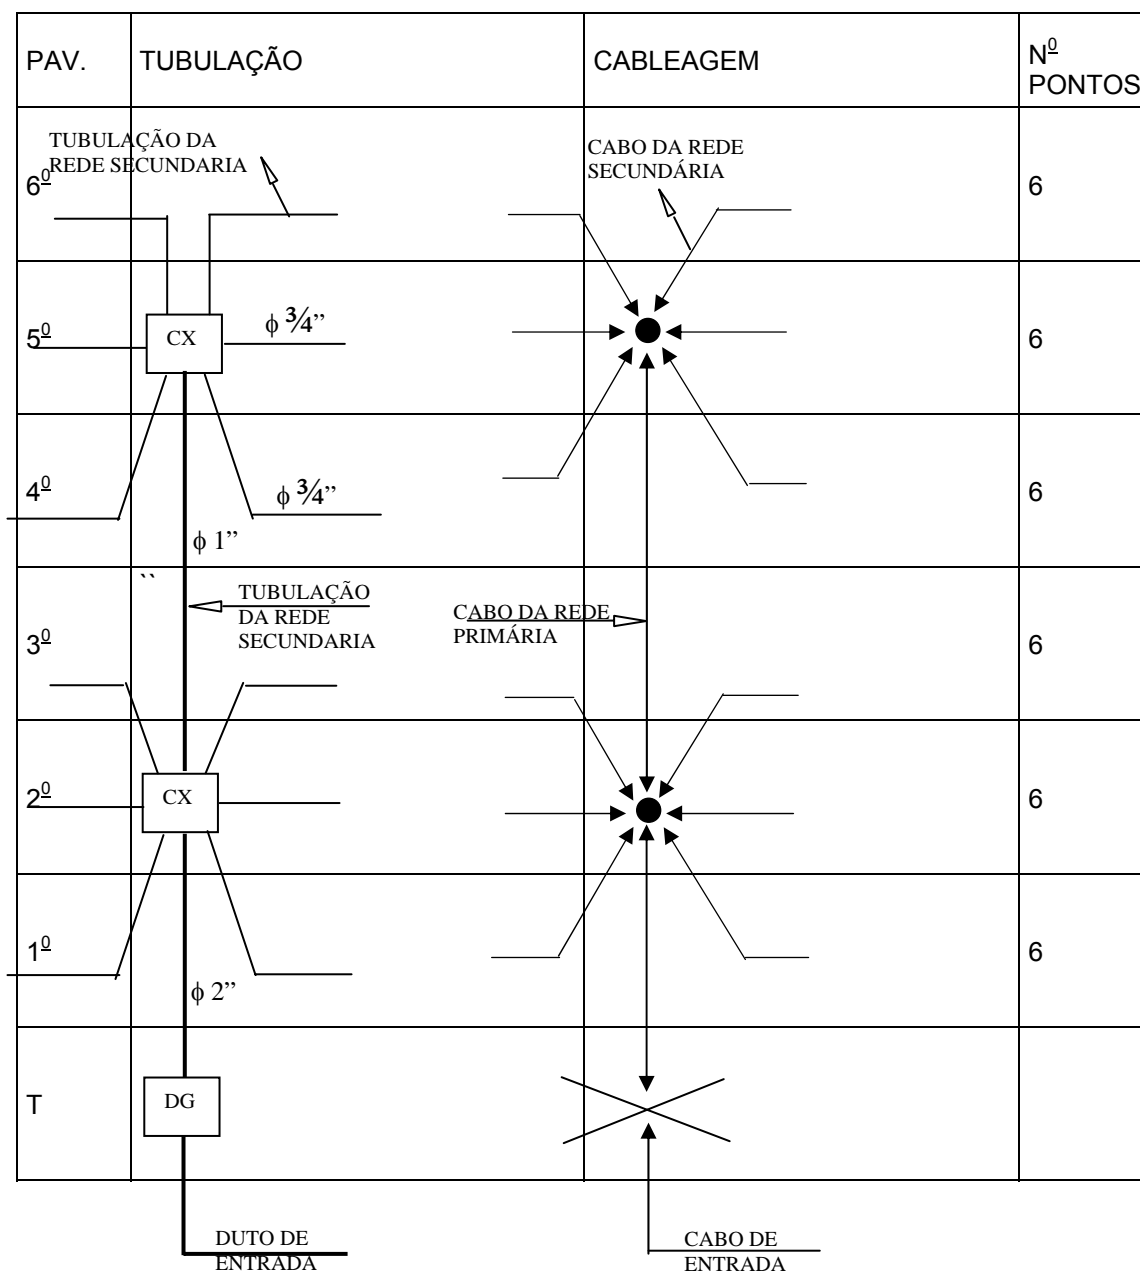 PAV.
TUBULAÇÃO
CABLEAGEM
Nº
PONTOS
TUBULAÇÃO DA
REDE SECUNDARIA
CABO DA REDE
SECUNDÁRIA
6º
6
5º
CX
ϕ ¾”
6
4º
ϕ ¾”
6
ϕ 1”
``
TUBULAÇÃO
DA REDE
SECUNDARIA
CABO DA REDE
PRIMÁRIA
3º
6
2º
CX
6
1º
6
ϕ 2”
T
DG
DUTO DE
ENTRADA
CABO DE
ENTRADA